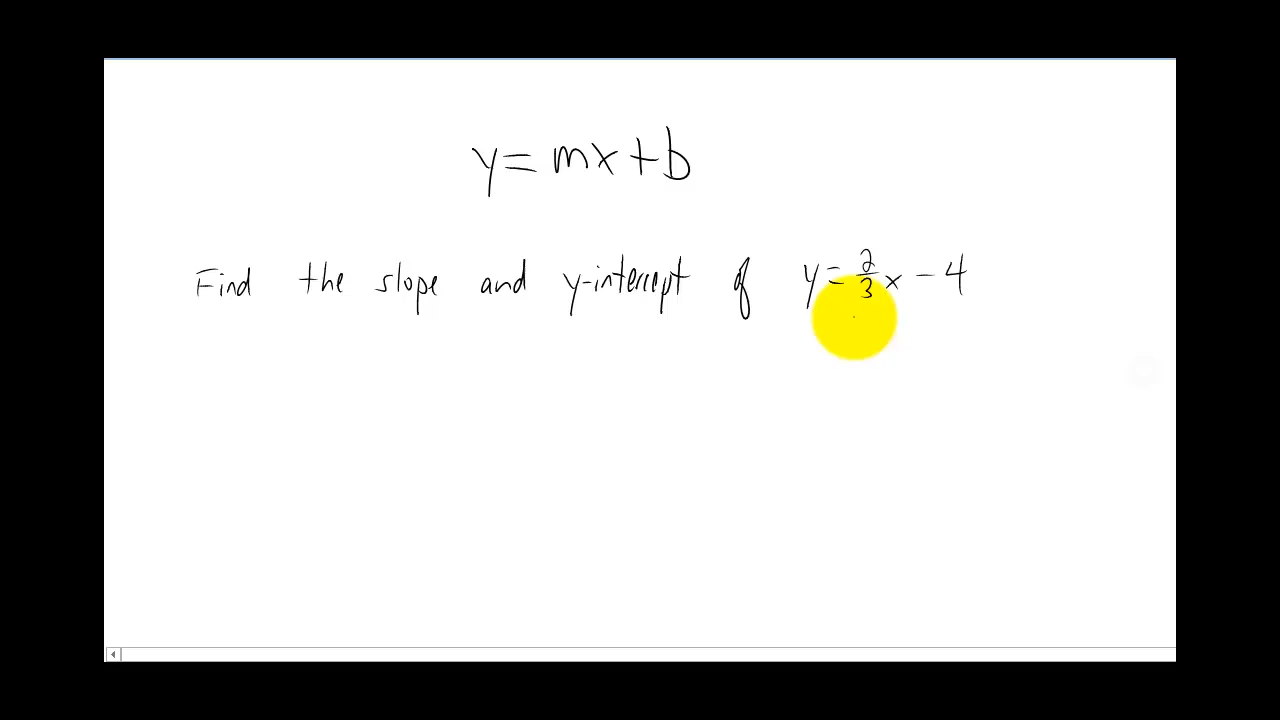 y = mx + b
Find the slope and y-intercept of y = 2/3 x - 4